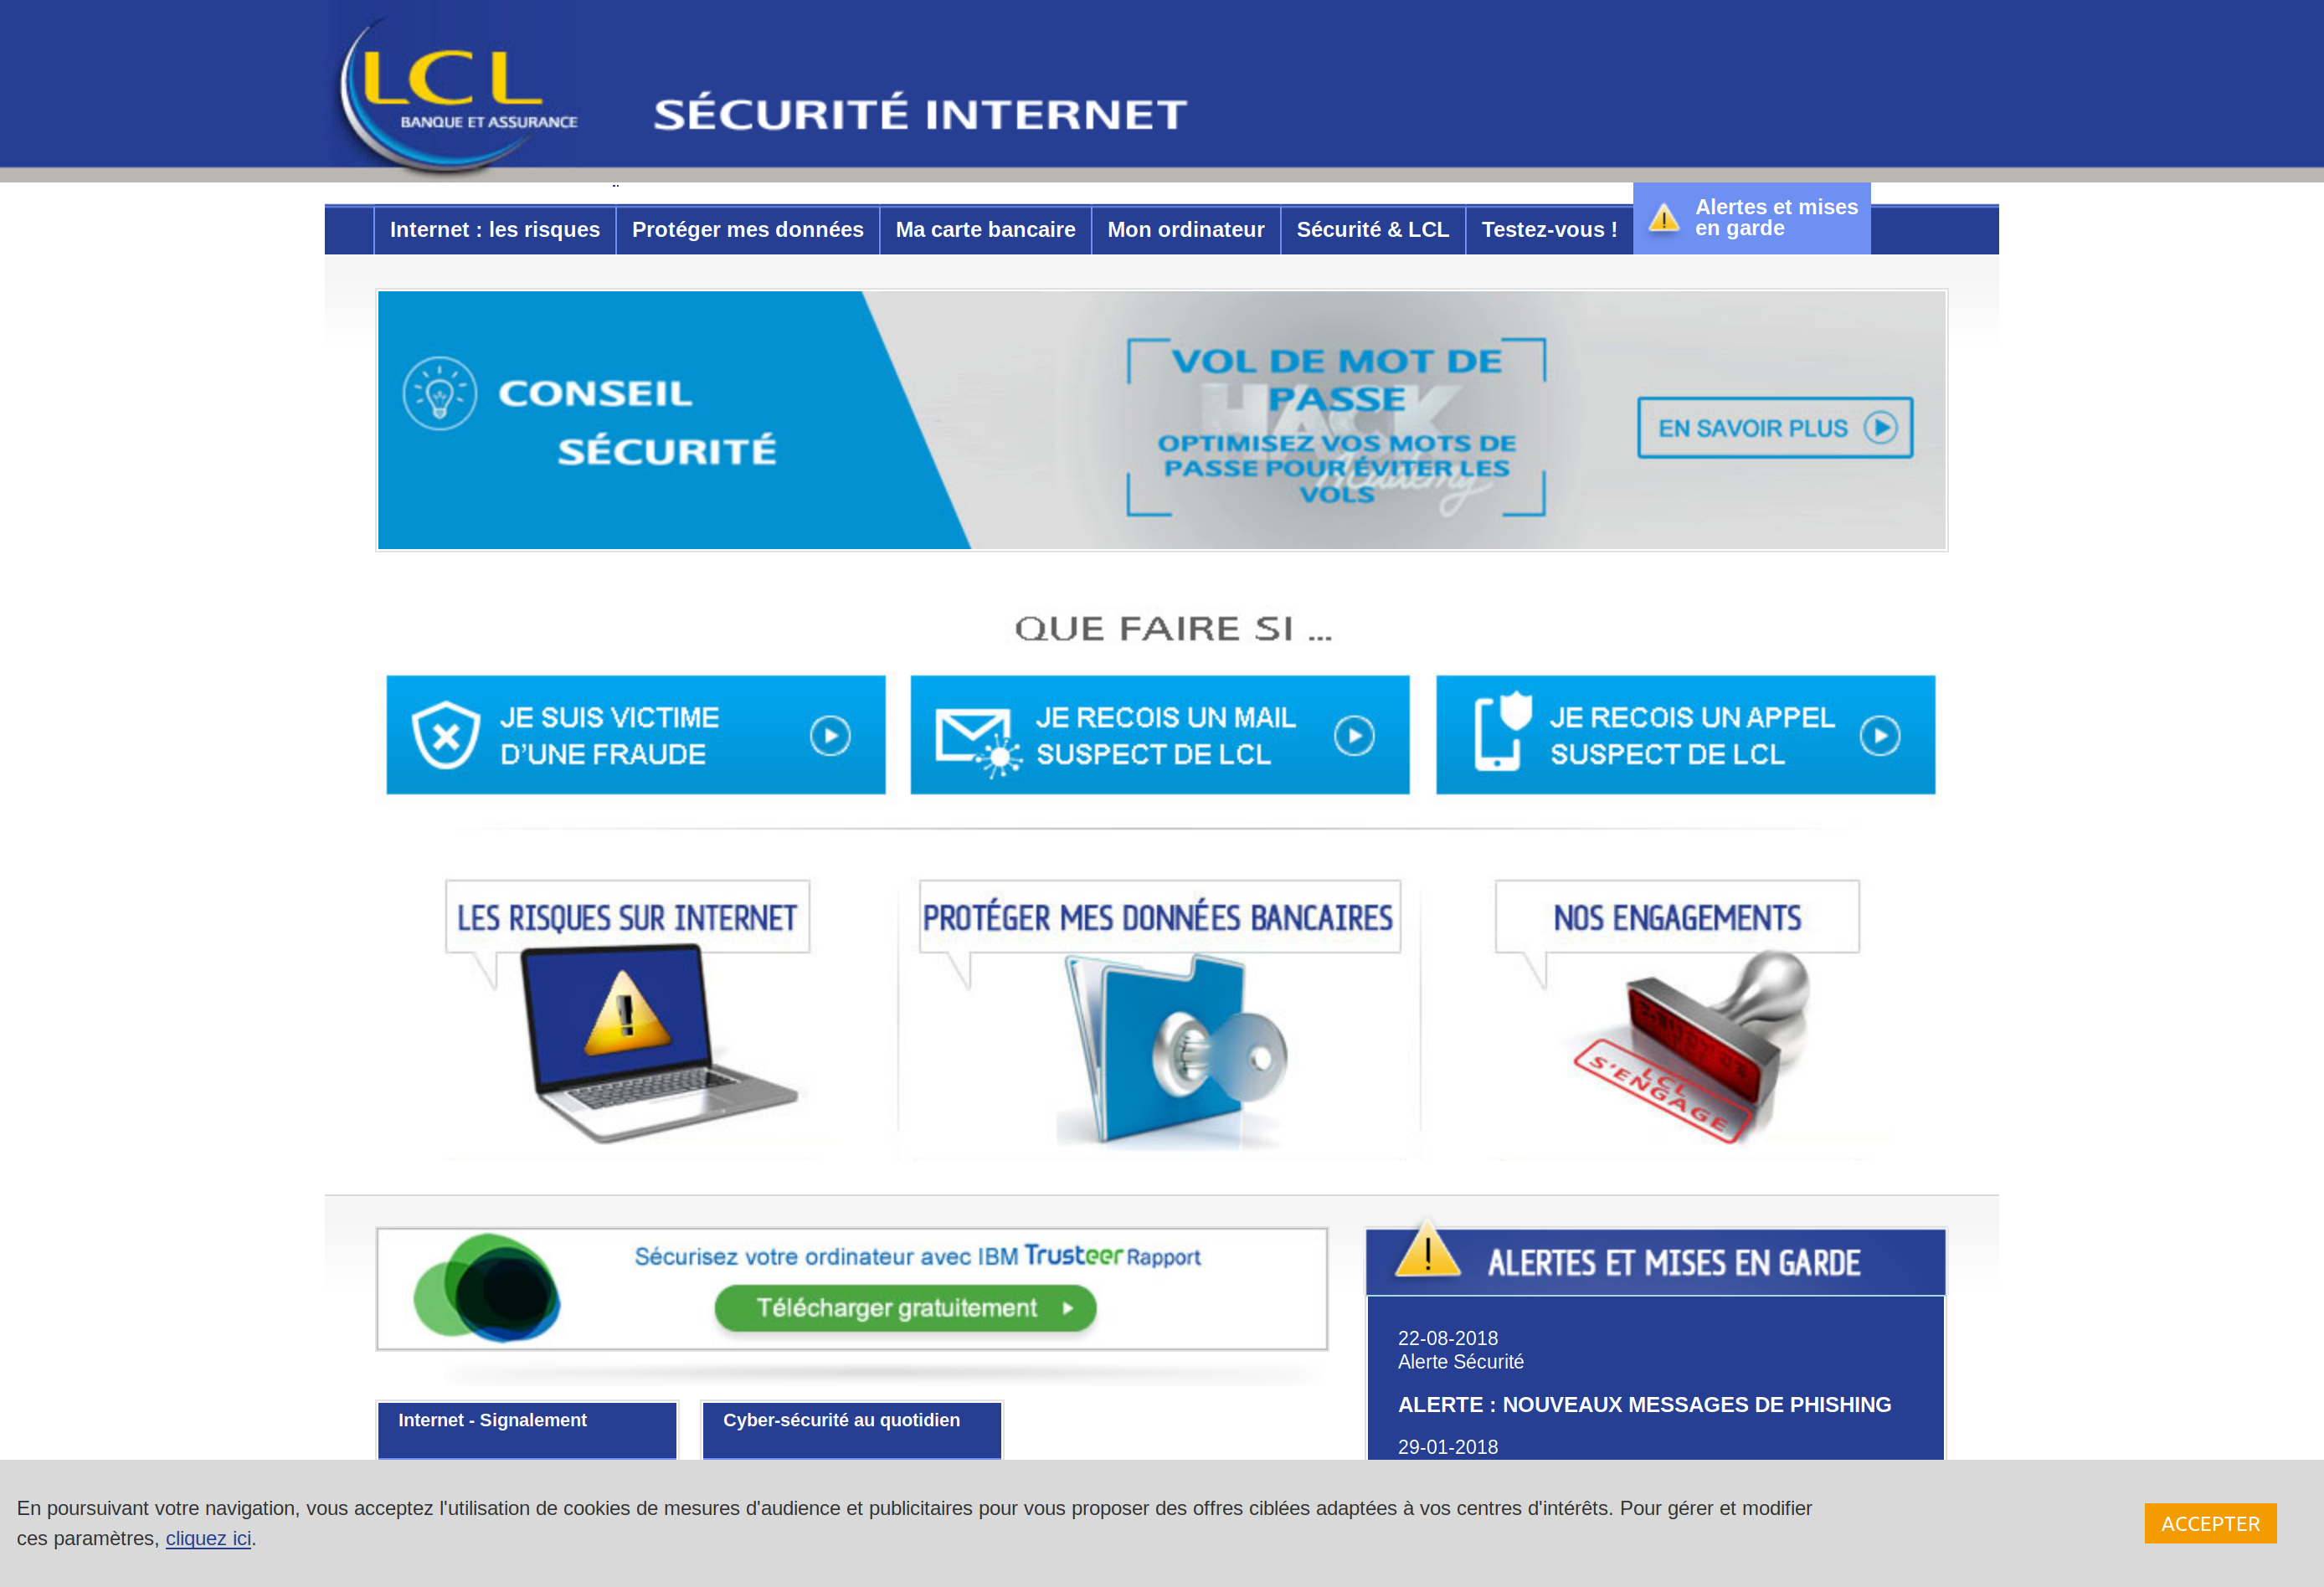 LCL
BANQUE ET ASSURANCE
SÉCURITÉ INTERNET
Internet : les risques
Protéger mes données
Ma carte bancaire
Mon ordinateur
Sécurité & LCL
Testez-vous !
Alertes et mises
en garde
CONSEIL
SÉCURITÉ
VOL DE MOT DE
PASSE
HACK
OPTIMISEZ VOS MOTS DE
PASSE POUR ÉVITER LES
VOLS
Academy
EN SAVOIR PLUS
QUE FAIRE SI ...
JE SUIS VICTIME
D'UNE FRAUDE
JE RECOIS UN MAIL
SUSPECT DE LCL
JE RECOIS UN APPEL
SUSPECT DE LCL
LES RISQUES SUR INTERNET
PROTÉGER MES DONNÉES BANCAIRES
NOS ENGAGEMENTS
LCL
S'ENGAGE
Sécurisez votre ordinateur avec IBM Trusteer Rapport
Télécharger gratuitement
ALERTES ET MISES EN GARDE
22-08-2018
Alerte Sécurité
ALERTE : NOUVEAUX MESSAGES DE PHISHING
29-01-2018
Internet - Signalement
Cyber-sécurité au quotidien
En poursuivant votre navigation, vous acceptez l'utilisation de cookies de mesures d'audience et publicitaires pour vous proposer des offres ciblées adaptées à vos centres d'intérêts. Pour gérer et modifier
ces paramètres, cliquez ici.
ACCEPTER